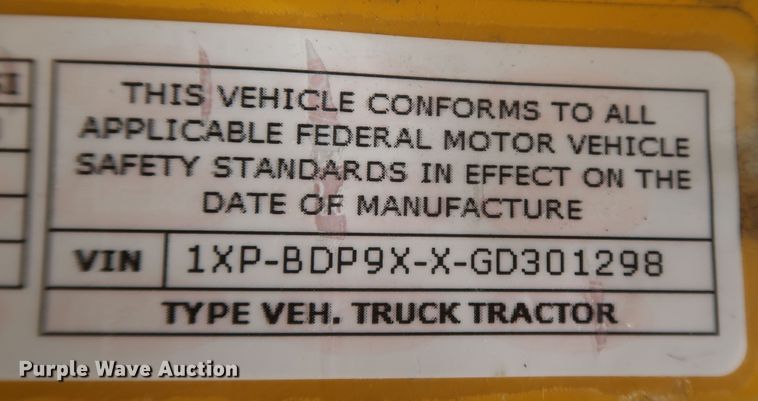 SI
THIS VEHICLE CONFORMS TO ALL
APPLICABLE FEDERAL MOTOR VEHICLE
SAFETY STANDARDS IN EFFECT ON THE
DATE OF MANUFACTURE
VIN 1XP-BDP9X-X-GD301298
TYPE VEH. TRUCK TRACTOR
Purple Wave Auction